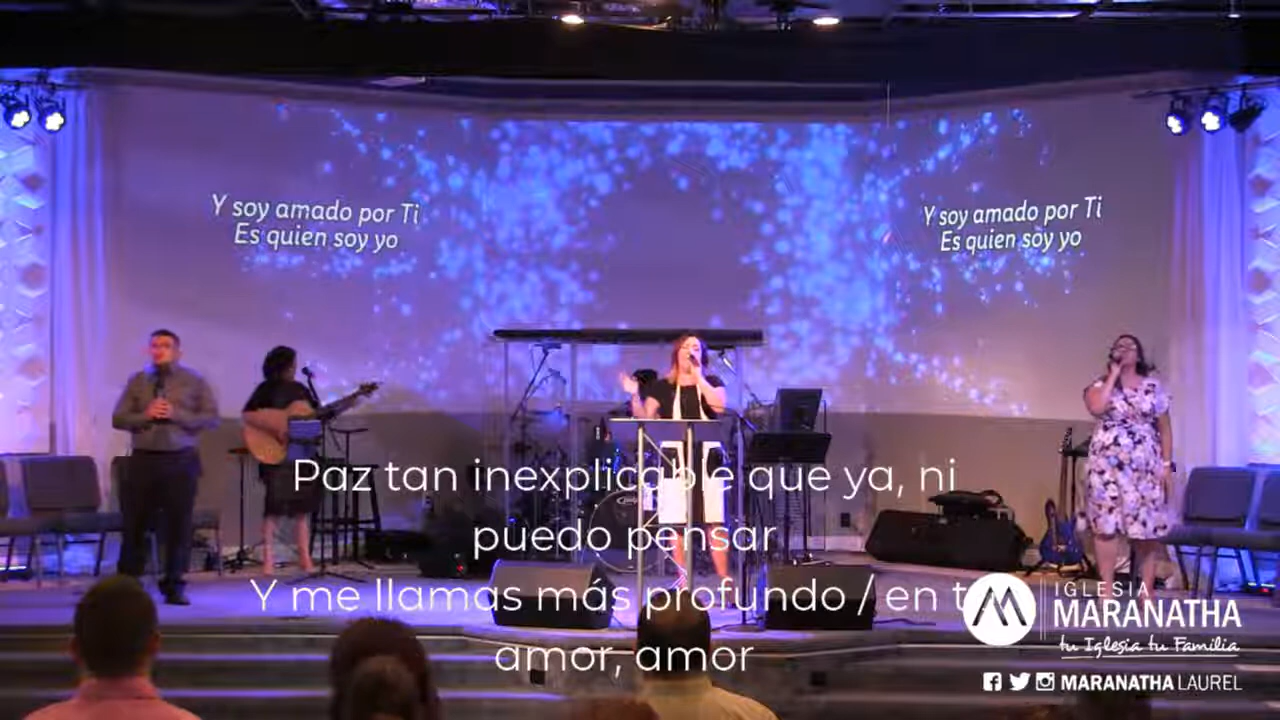 Y soy amado por Ti
Es quien soy yo
Y soy amado por Ti
Es quien soy yo
Paz tan inexplicable que ya, ni
puedo pensar
Y me llamas más profundo / en
amor, amor
IGLESIA
MARANATHA
tu Iglesia tu Familia
MARANATHA LAUREL